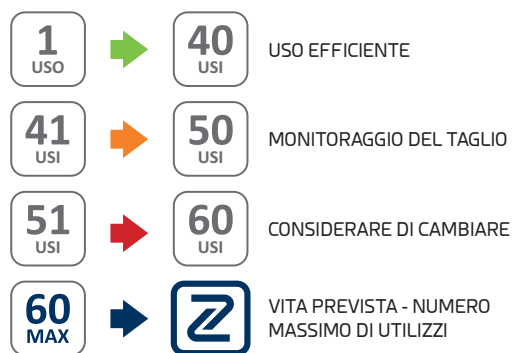 1 USO
40 USI
USO EFFICIENTE
41 USI
50 USI
MONITORAGGIO DEL TAGLIO
51 USI
60 USI
CONSIDERARE DI CAMBIARE
60 MAX
Z
VITA PREVISTA - NUMERO
MASSIMO DI UTILIZZI